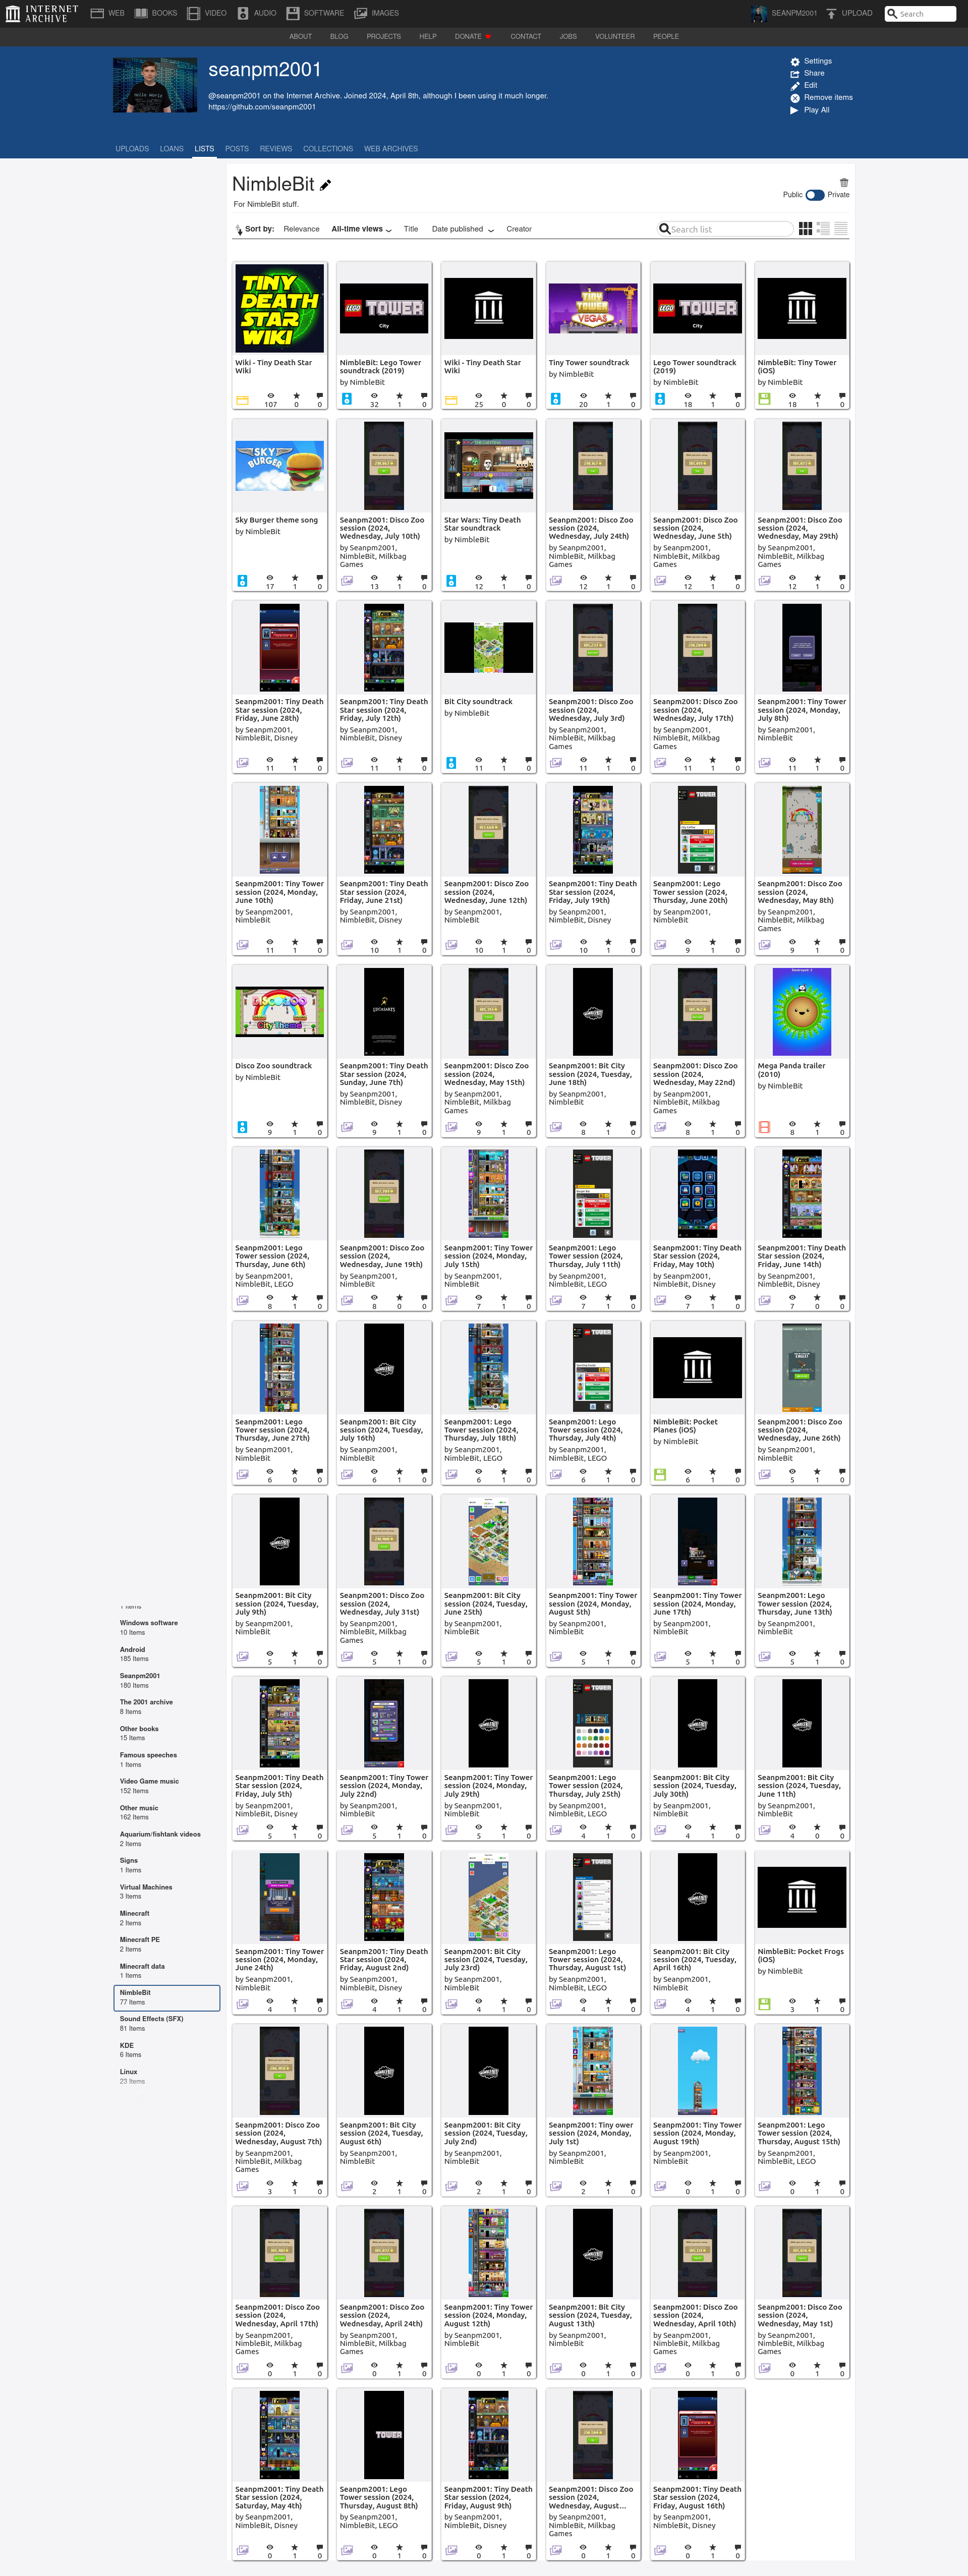 INTERNET ARCHIVE
WEB BOOKS VIDEO AUDIO SOFTWARE IMAGES
SEANPM2001 UPLOAD Search
ABOUT BLOG PROJECTS HELP DONATE CONTACT JOBS VOLUNTEER PEOPLE
seanpm2001
@seanpm2001 on the Internet Archive. Joined 2024, April 8th, although I been using it much longer.
https://github.com/seanpm2001
Settings
Share
Edit
Remove items
Play All
UPLOADS LOANS LISTS POSTS REVIEWS COLLECTIONS WEB ARCHIVES
NimbleBit
Public Private
For NimbleBit stuff.
Sort by: Relevance All-time views Title Date published Creator
Search list
TINY DEATH STAR WIKI
Wiki - Tiny Death Star Wiki
107 0 0
LEGO TOWER
City
NimbleBit: Lego Tower soundtrack (2019)
by NimbleBit
32 1 0
Wiki - Tiny Death Star Wiki
25 0 0
TINY TOWER VEGAS
Tiny Tower soundtrack
by NimbleBit
20 1 0
LEGO TOWER
City
Lego Tower soundtrack (2019)
by NimbleBit
18 1 0
NimbleBit: Tiny Tower (iOS)
by NimbleBit
18 1 0
SKY BURGER
Sky Burger theme song
by NimbleBit
17 1 0
Seanpm2001: Disco Zoo session (2024, Wednesday, July 10th)
by Seanpm2001, NimbleBit, Milkbag Games
13 1 0
Star Wars: Tiny Death Star soundtrack
by NimbleBit
12 1 0
Seanpm2001: Disco Zoo session (2024, Wednesday, July 24th)
by Seanpm2001, NimbleBit, Milkbag Games
12 1 0
Seanpm2001: Disco Zoo session (2024, Wednesday, June 5th)
by Seanpm2001, NimbleBit, Milkbag Games
12 1 0
Seanpm2001: Disco Zoo session (2024, Wednesday, May 29th)
by Seanpm2001, NimbleBit, Milkbag Games
12 1 0
Seanpm2001: Tiny Death Star session (2024, Friday, June 28th)
by Seanpm2001, NimbleBit, Disney
11 1 0
Seanpm2001: Tiny Death Star session (2024, Friday, July 12th)
by Seanpm2001, NimbleBit, Disney
11 1 0
Bit City soundtrack
by NimbleBit
11 1 0
Seanpm2001: Disco Zoo session (2024, Wednesday, July 3rd)
by Seanpm2001, NimbleBit, Milkbag Games
11 1 0
Seanpm2001: Disco Zoo session (2024, Wednesday, July 17th)
by Seanpm2001, NimbleBit, Milkbag Games
11 1 0
Seanpm2001: Tiny Tower session (2024, Monday, July 8th)
by Seanpm2001, NimbleBit
11 1 0
Seanpm2001: Tiny Tower session (2024, Monday, June 10th)
by Seanpm2001, NimbleBit
11 1 0
Seanpm2001: Tiny Death Star session (2024, Friday, June 21st)
by Seanpm2001, NimbleBit, Disney
10 1 0
Seanpm2001: Disco Zoo session (2024, Wednesday, June 12th)
by Seanpm2001, NimbleBit
10 1 0
Seanpm2001: Tiny Death Star session (2024, Friday, July 19th)
by Seanpm2001, NimbleBit, Disney
10 1 0
TOWER
Seanpm2001: Lego Tower session (2024, Thursday, June 20th)
by Seanpm2001, NimbleBit
9 1 0
Seanpm2001: Disco Zoo session (2024, Wednesday, May 8th)
by Seanpm2001, NimbleBit, Milkbag Games
9 1 0
DISCO ZOO
City Theme
Disco Zoo soundtrack
by NimbleBit
9 1 0
LUCASARTS
Seanpm2001: Tiny Death Star session (2024, Sunday, June 7th)
by Seanpm2001, NimbleBit, Disney
9 1 0
Seanpm2001: Disco Zoo session (2024, Wednesday, May 15th)
by Seanpm2001, NimbleBit, Milkbag Games
9 1 0
Seanpm2001: Bit City session (2024, Tuesday, June 18th)
by Seanpm2001, NimbleBit
8 1 0
Seanpm2001: Disco Zoo session (2024, Wednesday, May 22nd)
by Seanpm2001, NimbleBit, Milkbag Games
8 1 0
Mega Panda trailer (2010)
by NimbleBit
8 1 0
Seanpm2001: Lego Tower session (2024, Thursday, June 6th)
by Seanpm2001, NimbleBit, LEGO
8 1 0
Seanpm2001: Disco Zoo session (2024, Wednesday, June 19th)
by Seanpm2001, NimbleBit
8 0 0
Seanpm2001: Tiny Tower session (2024, Monday, July 15th)
by Seanpm2001, NimbleBit
7 1 0
TOWER
Seanpm2001: Lego Tower session (2024, Thursday, July 11th)
by Seanpm2001, NimbleBit, LEGO
7 1 0
Seanpm2001: Tiny Death Star session (2024, Friday, May 10th)
by Seanpm2001, NimbleBit, Disney
7 1 0
Seanpm2001: Tiny Death Star session (2024, Friday, June 14th)
by Seanpm2001, NimbleBit, Disney
7 0 0
Seanpm2001: Lego Tower session (2024, Thursday, June 27th)
by Seanpm2001, NimbleBit
6 0 0
Seanpm2001: Bit City session (2024, Tuesday, July 16th)
by Seanpm2001, NimbleBit
6 1 0
Seanpm2001: Lego Tower session (2024, Thursday, July 18th)
by Seanpm2001, NimbleBit, LEGO
6 1 0
TOWER
Seanpm2001: Lego Tower session (2024, Thursday, July 4th)
by Seanpm2001, NimbleBit, LEGO
6 1 0
NimbleBit: Pocket Planes (iOS)
by NimbleBit
6 1 0
Seanpm2001: Disco Zoo session (2024, Wednesday, June 26th)
by Seanpm2001, NimbleBit
5 1 0
Seanpm2001: Bit City session (2024, Tuesday, July 9th)
by Seanpm2001, NimbleBit
5 1 0
Seanpm2001: Disco Zoo session (2024, Wednesday, July 31st)
by Seanpm2001, NimbleBit, Milkbag Games
5 1 0
Seanpm2001: Bit City session (2024, Tuesday, June 25th)
by Seanpm2001, NimbleBit
5 1 0
Seanpm2001: Tiny Tower session (2024, Monday, August 5th)
by Seanpm2001, NimbleBit
5 1 0
Seanpm2001: Tiny Tower session (2024, Monday, June 17th)
by Seanpm2001, NimbleBit
5 1 0
Seanpm2001: Lego Tower session (2024, Thursday, June 13th)
by Seanpm2001, NimbleBit
5 1 0
Seanpm2001: Tiny Death Star session (2024, Friday, July 5th)
by Seanpm2001, NimbleBit, Disney
5 1 0
Seanpm2001: Tiny Tower session (2024, Monday, July 22nd)
by Seanpm2001, NimbleBit
5 1 0
Seanpm2001: Tiny Tower session (2024, Monday, July 29th)
by Seanpm2001, NimbleBit
5 1 0
TOWER
Seanpm2001: Lego Tower session (2024, Thursday, July 25th)
by Seanpm2001, NimbleBit, LEGO
4 1 0
Seanpm2001: Bit City session (2024, Tuesday, July 30th)
by Seanpm2001, NimbleBit
4 1 0
Seanpm2001: Bit City session (2024, Tuesday, June 11th)
by Seanpm2001, NimbleBit
4 0 0
Seanpm2001: Tiny Tower session (2024, Monday, June 24th)
by Seanpm2001, NimbleBit
4 1 0
Seanpm2001: Tiny Death Star session (2024, Friday, August 2nd)
by Seanpm2001, NimbleBit, Disney
4 1 0
Seanpm2001: Bit City session (2024, Tuesday, July 23rd)
by Seanpm2001, NimbleBit
4 1 0
TOWER
Seanpm2001: Lego Tower session (2024, Thursday, August 1st)
by Seanpm2001, NimbleBit, LEGO
4 1 0
Seanpm2001: Bit City session (2024, Tuesday, April 16th)
by Seanpm2001, NimbleBit
4 1 0
NimbleBit: Pocket Frogs (iOS)
by NimbleBit
3 1 0
Seanpm2001: Disco Zoo session (2024, Wednesday, August 7th)
by Seanpm2001, NimbleBit, Milkbag Games
3 1 0
Seanpm2001: Bit City session (2024, Tuesday, August 6th)
by Seanpm2001, NimbleBit
2 1 0
Seanpm2001: Bit City session (2024, Tuesday, July 2nd)
by Seanpm2001, NimbleBit
2 1 0
Seanpm2001: Tiny ower session (2024, Monday, July 1st)
by Seanpm2001, NimbleBit
2 1 0
Seanpm2001: Tiny Tower session (2024, Monday, August 19th)
by Seanpm2001, NimbleBit
0 1 0
Seanpm2001: Lego Tower session (2024, Thursday, August 15th)
by Seanpm2001, NimbleBit, LEGO
0 1 0
Seanpm2001: Disco Zoo session (2024, Wednesday, April 17th)
by Seanpm2001, NimbleBit, Milkbag Games
0 1 0
Seanpm2001: Disco Zoo session (2024, Wednesday, April 24th)
by Seanpm2001, NimbleBit, Milkbag Games
0 1 0
Seanpm2001: Tiny Tower session (2024, Monday, August 12th)
by Seanpm2001, NimbleBit
0 1 0
Seanpm2001: Bit City session (2024, Tuesday, August 13th)
by Seanpm2001, NimbleBit
0 1 0
Seanpm2001: Disco Zoo session (2024, Wednesday, April 10th)
by Seanpm2001, NimbleBit, Milkbag Games
0 1 0
Seanpm2001: Disco Zoo session (2024, Wednesday, May 1st)
by Seanpm2001, NimbleBit, Milkbag Games
0 1 0
Seanpm2001: Tiny Death Star session (2024, Saturday, May 4th)
by Seanpm2001, NimbleBit, Disney
0 1 0
TOWER
Seanpm2001: Lego Tower session (2024, Thursday, August 8th)
by Seanpm2001, NimbleBit, LEGO
0 1 0
Seanpm2001: Tiny Death Star session (2024, Friday, August 9th)
by Seanpm2001, NimbleBit, Disney
0 1 0
Seanpm2001: Disco Zoo session (2024, Wednesday, August...
by Seanpm2001, NimbleBit, Milkbag Games
0 1 0
Seanpm2001: Tiny Death Star session (2024, Friday, August 16th)
by Seanpm2001, NimbleBit, Disney
0 1 0
Windows software
10 Items
Android
185 Items
Seanpm2001
180 Items
The 2001 archive
8 Items
Other books
15 Items
Famous speeches
1 Items
Video Game music
152 Items
Other music
162 Items
Aquarium/fishtank videos
2 Items
Signs
1 Items
Virtual Machines
3 Items
Minecraft
2 Items
Minecraft PE
2 Items
Minecraft data
1 Items
NimbleBit
77 Items
Sound Effects (SFX)
81 Items
KDE
6 Items
Linux
23 Items